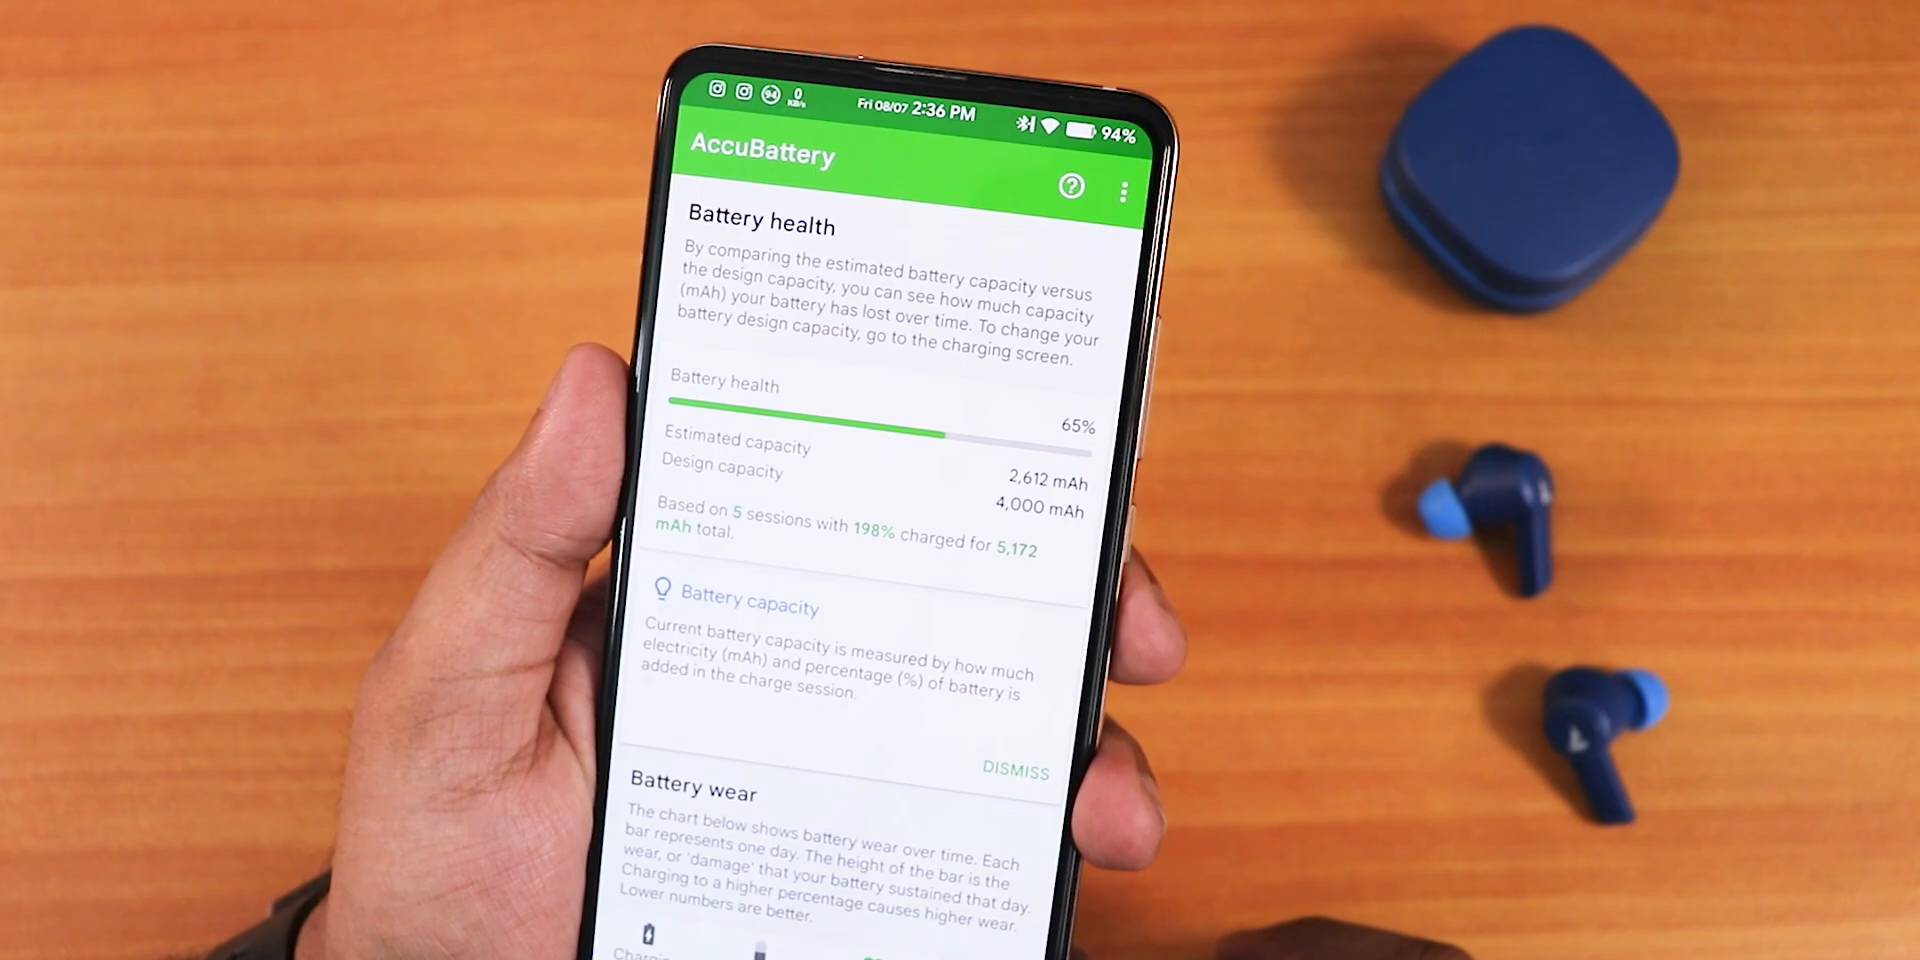 94 0 KB/s Fri 08/07 2:36 PM 94%
AccuBattery
Battery health
By comparing the estimated battery capacity versus
the design capacity, you can see how much capacity
(mAh) your battery has lost over time. To change your
battery design capacity, go to the charging screen.
Battery health
65%
Estimated capacity 2,612 mAh
Design capacity 4,000 mAh
Based on 5 sessions with 198% charged for 5,172
mAh total.
Battery capacity
Current battery capacity is measured by how much
electricity (mAh) and percentage (%) of battery is
added in the charge session.
DISMISS
Battery wear
The chart below shows battery wear over time. Each
bar represents one day. The height of the bar is the
wear, or 'damage' that your battery sustained that day.
Charging to a higher percentage causes higher wear.
Lower numbers are better.